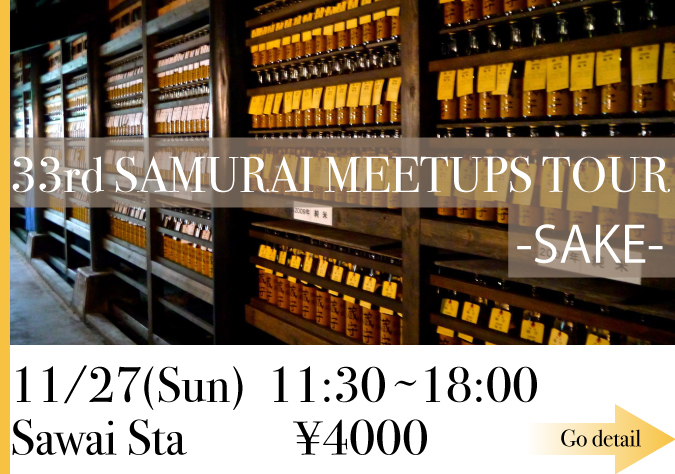 33rd SAMURAI MEETUPS TOUR
-SAKE-
11/27(Sun) 11:30~18:00
Sawai Sta ¥4000
Go detail